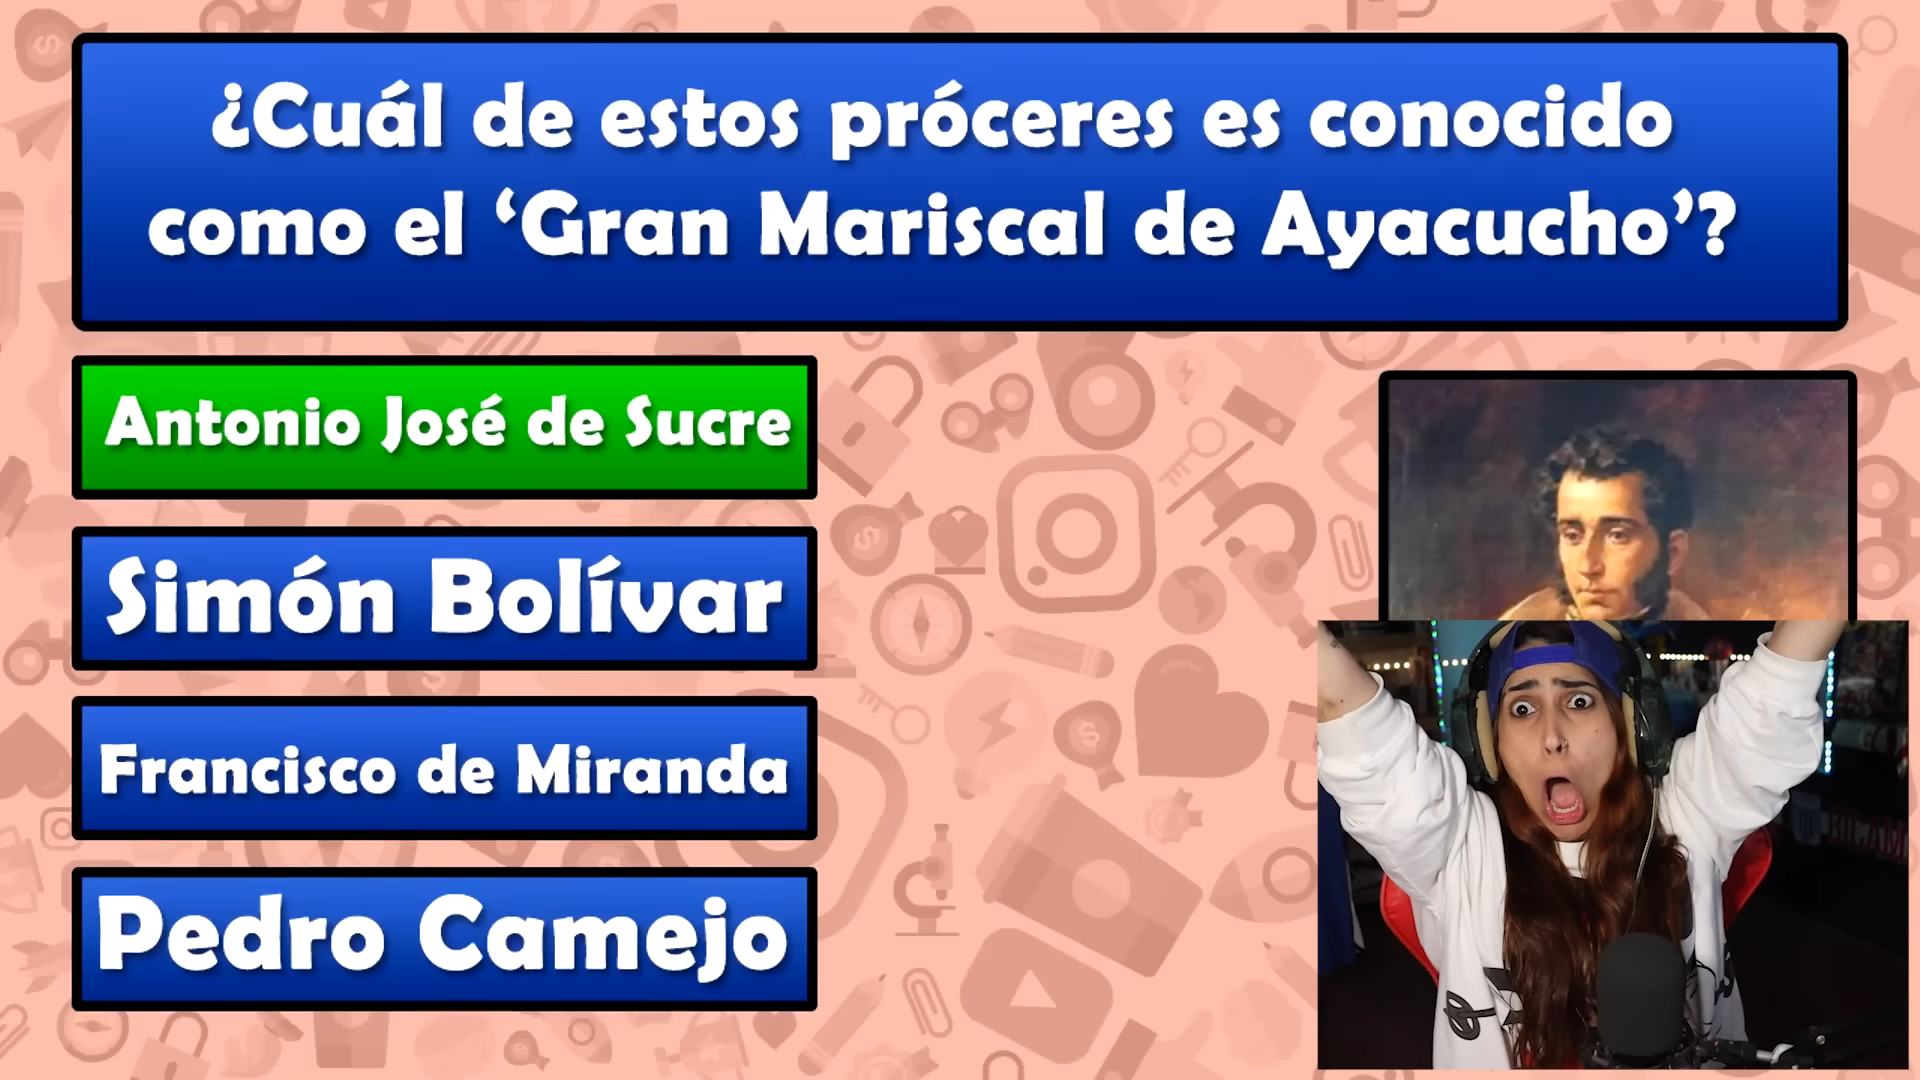 ¿Cuál de estos próceres es conocido
como el ‘Gran Mariscal de Ayacucho’?
Antonio José de Sucre
Simón Bolívar
Francisco de Miranda
Pedro Camejo